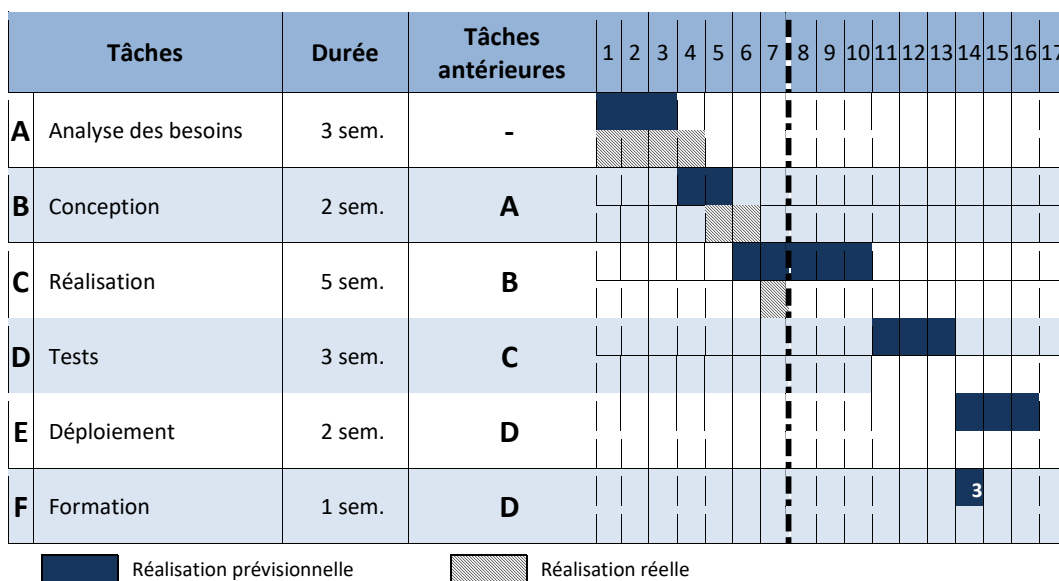 Tâches Durée Tâches antérieures 1 2 3 4 5 6 7 8 9 10 11 12 13 14 15 16 17
A Analyse des besoins 3 sem. -
B Conception 2 sem. A
C Réalisation 5 sem. B
D Tests 3 sem. C
E Déploiement 2 sem. D
F Formation 1 sem. D 3
Réalisation prévisionnelle Réalisation réelle